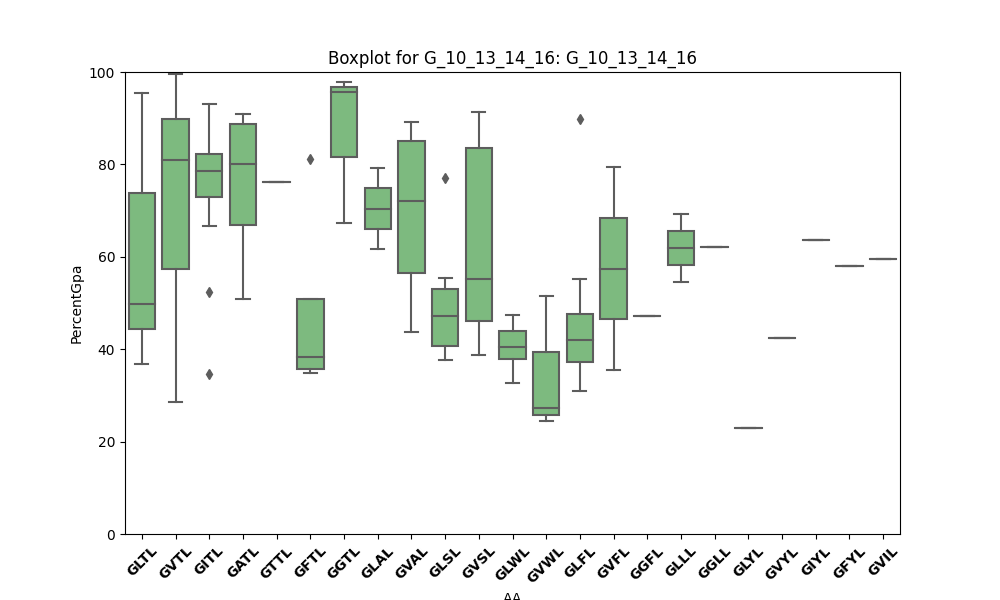 Boxplot for G_10_13_14_16: G_10_13_14_16
100
80
60
40
20
0
PercentGpa
GLTL GVTL GITL GATL GTTL GFTL GGTL GLAL GVAL GLSL GVSL GLWL GVWL GLFL GVFL GGFL GLLL GGLL GLYL GVYL GIYL GFYL GVIL
AA